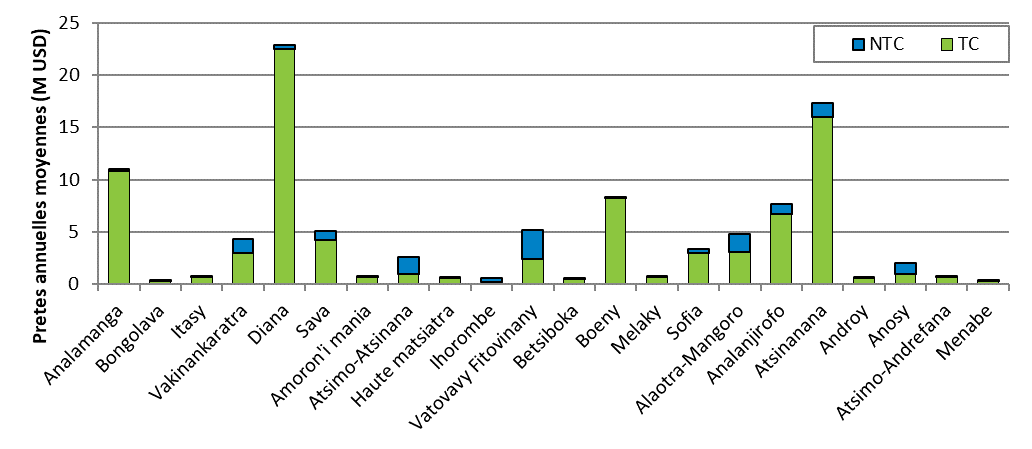 Pretes annuelles moyennes (M USD)
25
20
15
10
5
0
NTC TC
Analamanga
Bongolava
Itasy
Vakinankaratra
Diana
Sava
Amoron'i mania
Atsimo-Atsinana
Haute matsiatra
Ihorombe
Vatovavy Fitovinany
Betsiboka
Boeny
Melaky
Sofia
Alaotra-Mangoro
Analanjirofo
Atsinanana
Androy
Anosy
Atsimo-Andrefana
Menabe